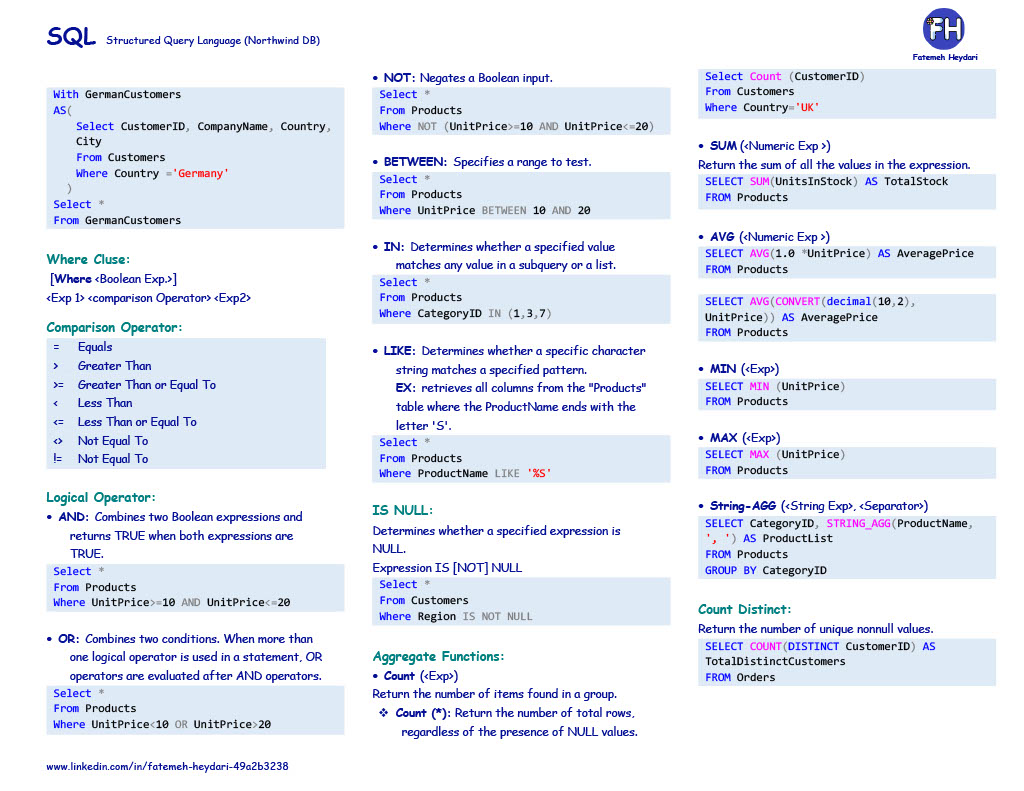 SQL Structured Query Language (Northwind DB)
FH
Fatemeh Heydari
With GermanCustomers
AS(
Select CustomerID, CompanyName, Country,
City
From Customers
Where Country ='Germany'
)
Select *
From GermanCustomers
Where Cluse:
[Where <Boolean Exp.>]
<Exp 1> <comparison Operator> <Exp2>
Comparison Operator:
= Equals
> Greater Than
>= Greater Than or Equal To
< Less Than
<= Less Than or Equal To
<> Not Equal To
!= Not Equal To
Logical Operator:
• AND: Combines two Boolean expressions and
returns TRUE when both expressions are
TRUE.
Select *
From Products
Where UnitPrice>=10 AND UnitPrice<=20
• OR: Combines two conditions. When more than
one logical operator is used in a statement, OR
operators are evaluated after AND operators.
Select *
From Products
Where UnitPrice<10 OR UnitPrice>20
• NOT: Negates a Boolean input.
Select *
From Products
Where NOT (UnitPrice>=10 AND UnitPrice<=20)
• BETWEEN: Specifies a range to test.
Select *
From Products
Where UnitPrice BETWEEN 10 AND 20
• IN: Determines whether a specified value
matches any value in a subquery or a list.
Select *
From Products
Where CategoryID IN (1,3,7)
• LIKE: Determines whether a specific character
string matches a specified pattern.
EX: retrieves all columns from the "Products"
table where the ProductName ends with the
letter 'S'.
Select *
From Products
Where ProductName LIKE '%S'
IS NULL:
Determines whether a specified expression is
NULL.
Expression IS [NOT] NULL
Select *
From Customers
Where Region IS NOT NULL
Aggregate Functions:
• Count (<Exp>)
Return the number of items found in a group.
❖ Count (*): Return the number of total rows,
regardless of the presence of NULL values.
Select Count (CustomerID)
From Customers
Where Country='UK'
• SUM (<Numeric Exp >)
Return the sum of all the values in the expression.
SELECT SUM(UnitsInStock) AS TotalStock
FROM Products
• AVG (<Numeric Exp >)
SELECT AVG(1.0 *UnitPrice) AS AveragePrice
FROM Products
SELECT AVG(CONVERT(decimal(10,2),
UnitPrice)) AS AveragePrice
FROM Products
• MIN (<Exp>)
SELECT MIN (UnitPrice)
FROM Products
• MAX (<Exp>)
SELECT MAX (UnitPrice)
FROM Products
• String-AGG (<String Exp>, <Separator>)
SELECT CategoryID, STRING_AGG(ProductName,
', ') AS ProductList
FROM Products
GROUP BY CategoryID
Count Distinct:
Return the number of unique nonnull values.
SELECT COUNT(DISTINCT CustomerID) AS
TotalDistinctCustomers
FROM Orders
www.linkedin.com/in/fatemeh-heydari-49a2b3238